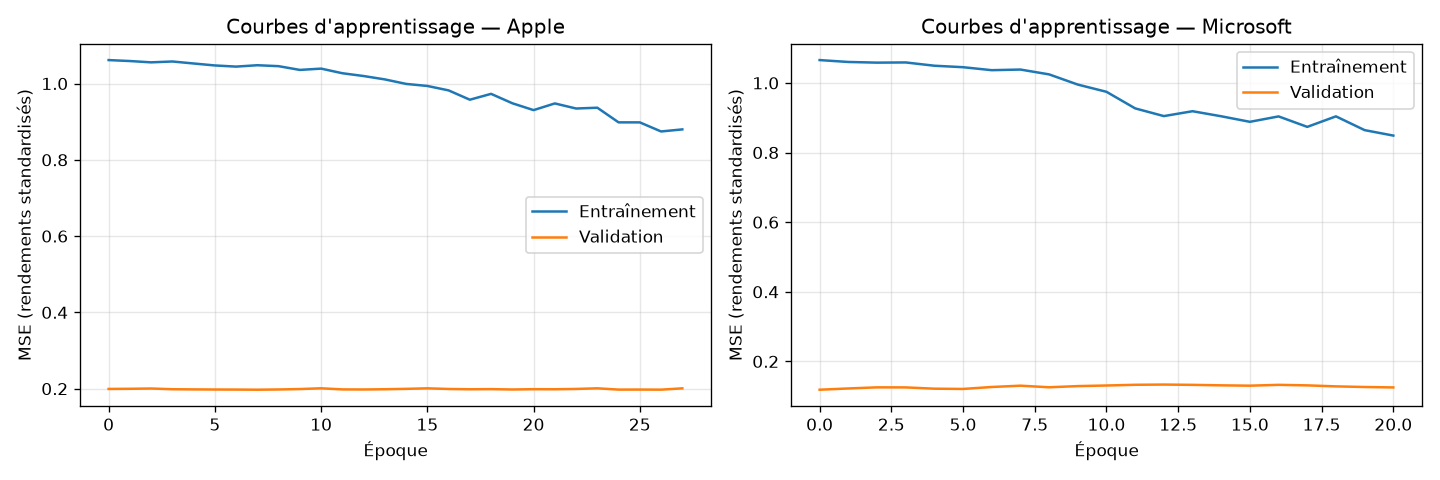 Courbes d'apprentissage — Apple
MSE (rendements standardisés)
1.0
0.8
0.6
0.4
0.2
Entraînement
Validation
0
5
10
15
20
25
Époque
Courbes d'apprentissage — Microsoft
MSE (rendements standardisés)
1.0
0.8
0.6
0.4
0.2
Entraînement
Validation
0.0
2.5
5.0
7.5
10.0
12.5
15.0
17.5
20.0
Époque